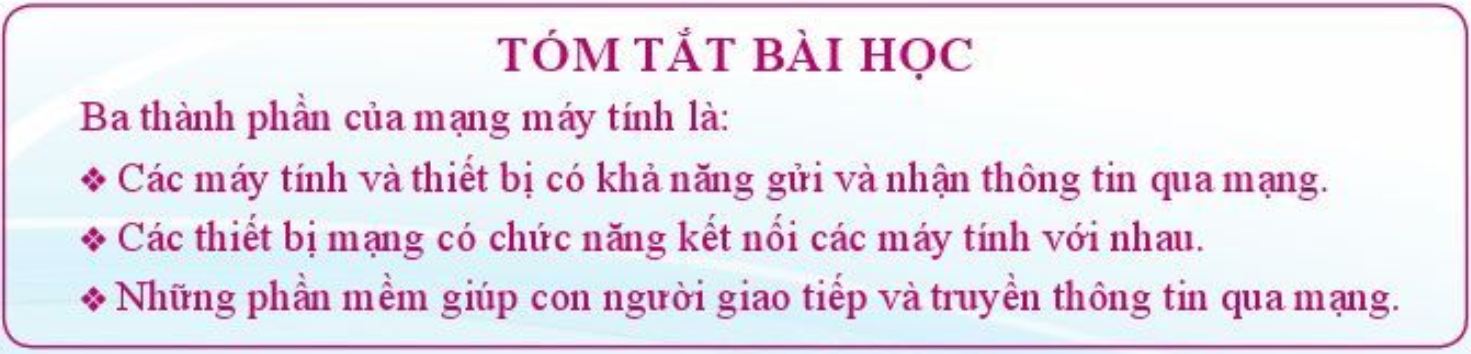 TÓM TẮT BÀI HỌC
Ba thành phần của mạng máy tính là:
❖ Các máy tính và thiết bị có khả năng gửi và nhận thông tin qua mạng.
❖ Các thiết bị mạng có chức năng kết nối các máy tính với nhau.
❖ Những phần mềm giúp con người giao tiếp và truyền thông tin qua mạng.